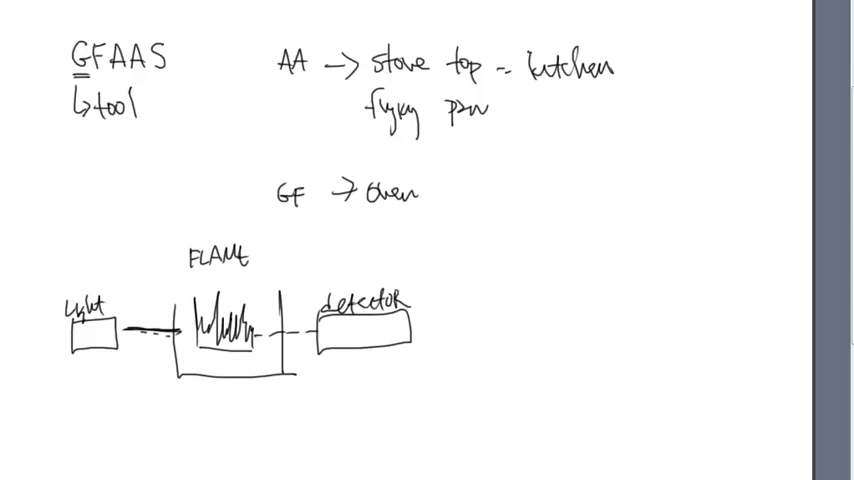 GFAAS
↳tool
AA → stove top - kitchen
frying pan
GF → oven
FLAME
light
detector